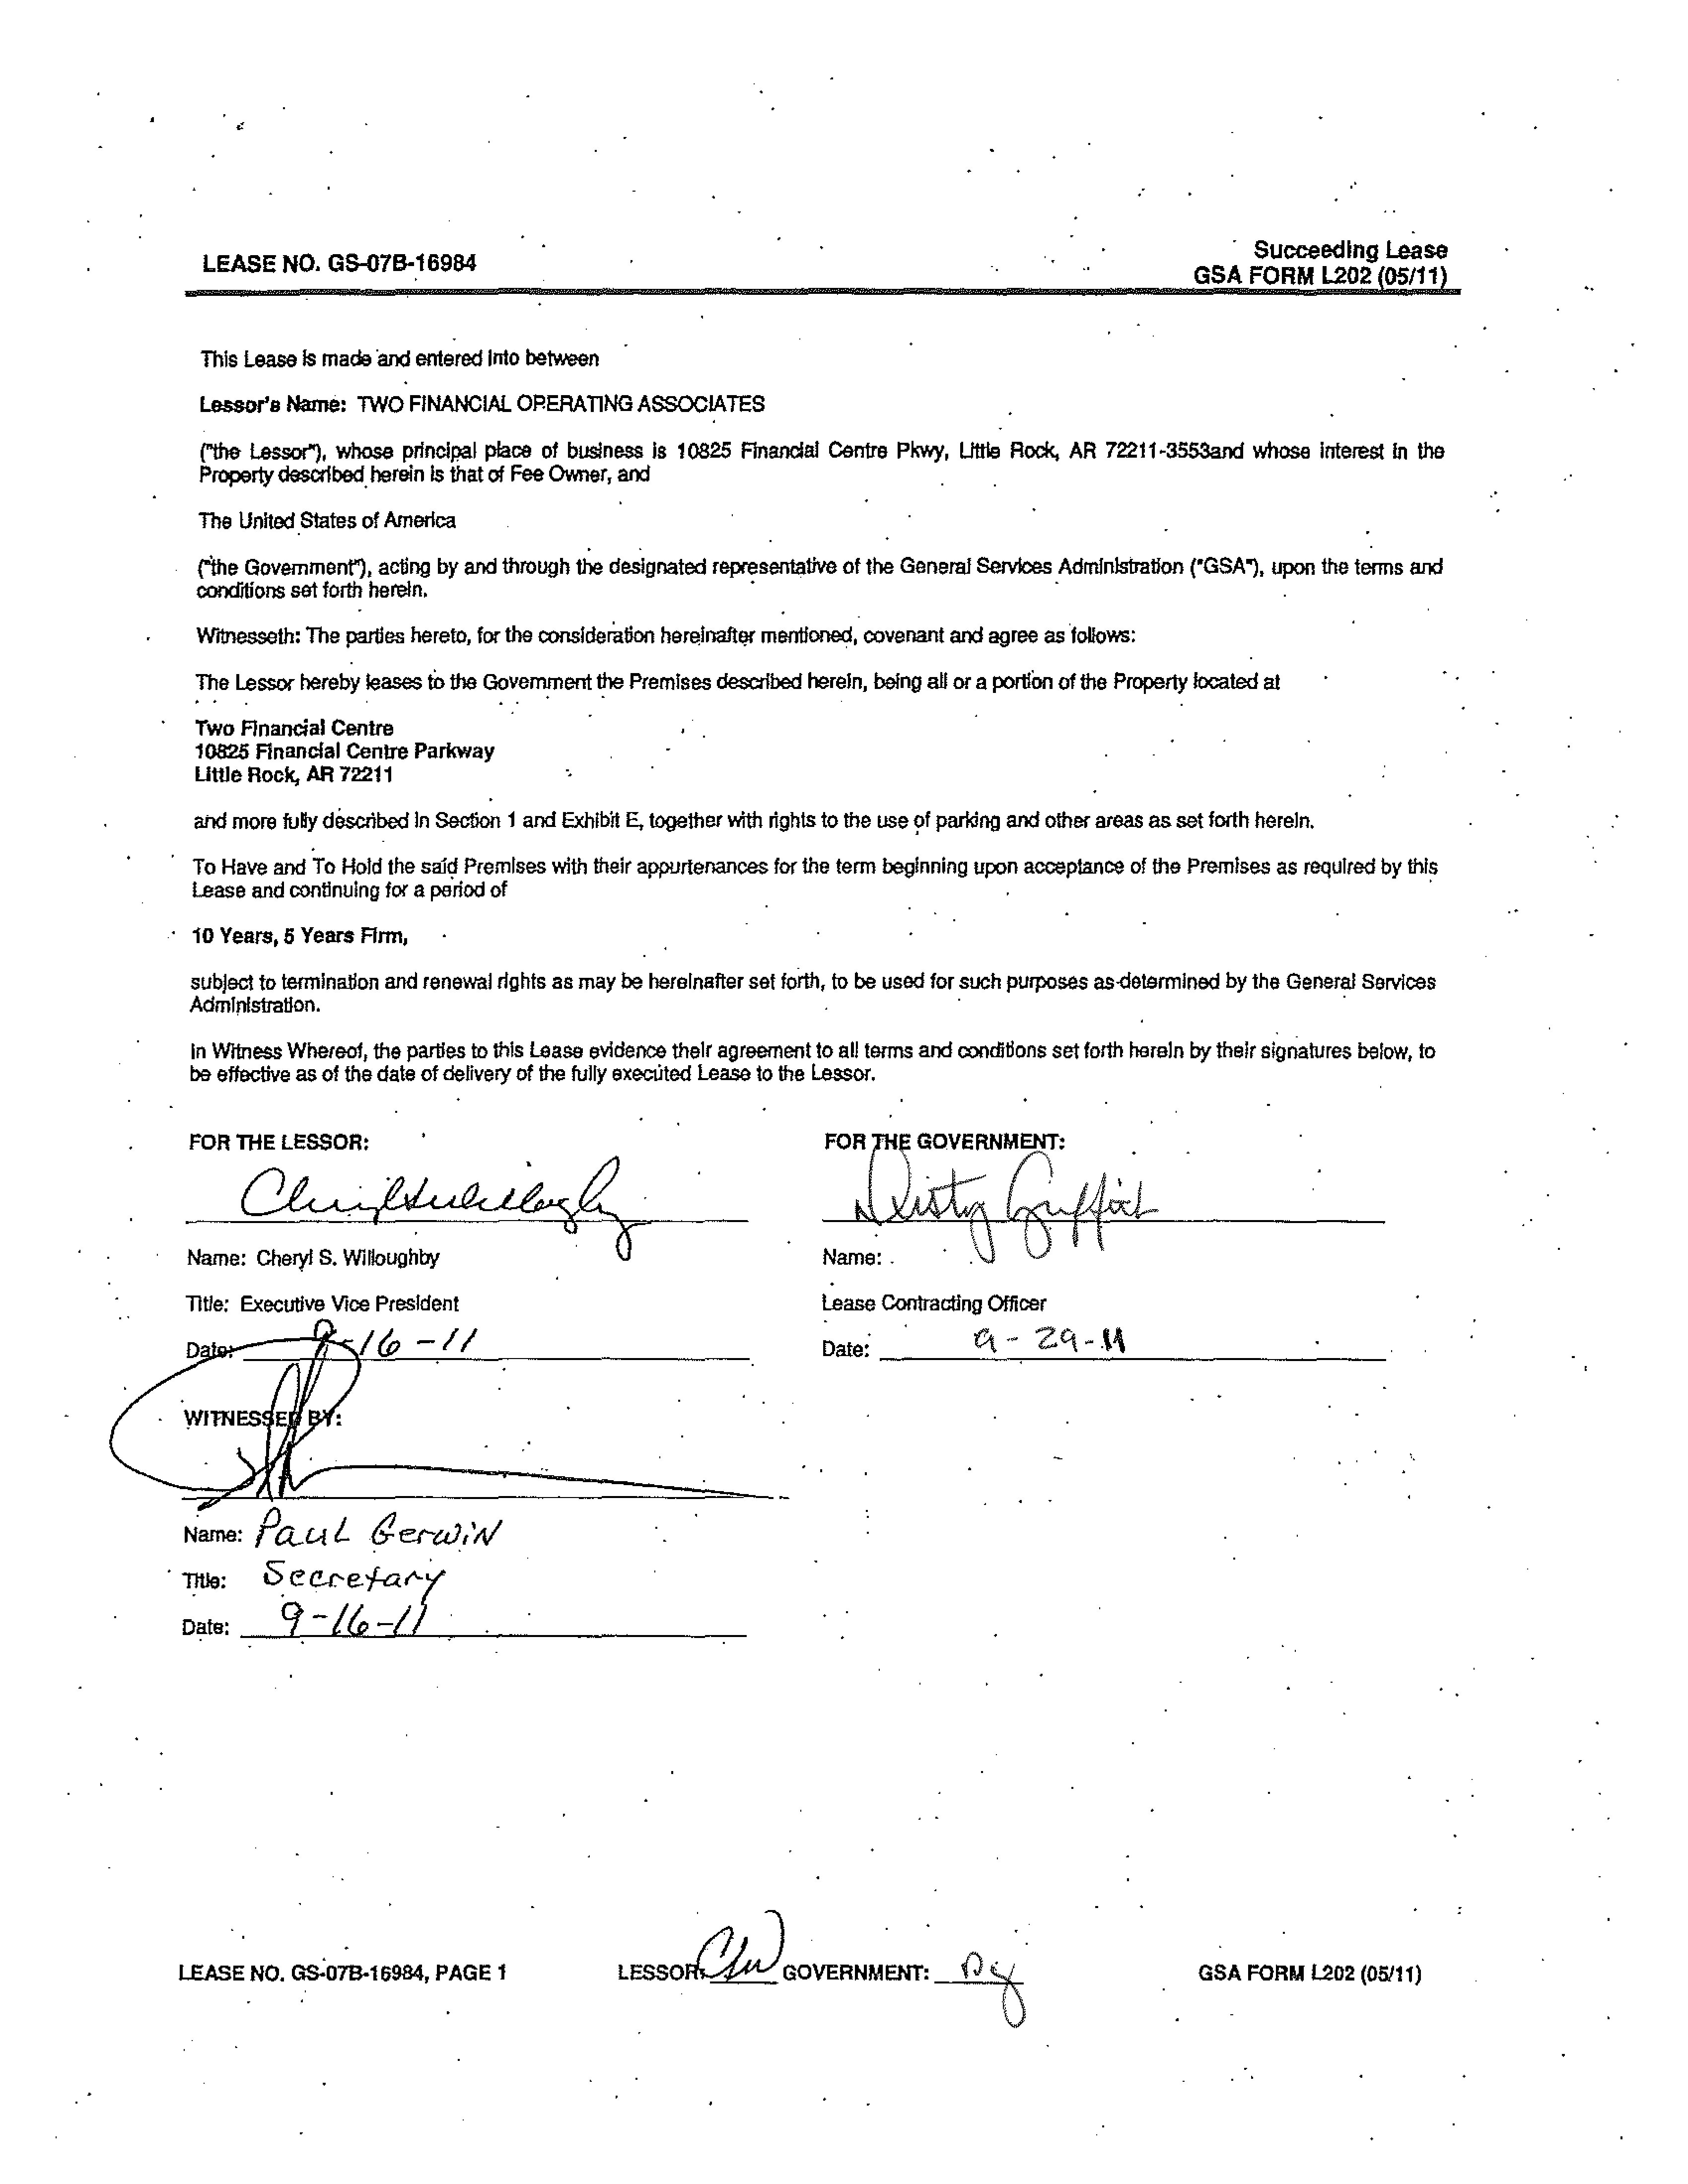 LEASE NO. GS-07B-16984
Succeeding Lease
GSA FORM L202 (05/11)
This Lease is made and entered into between
Lessor's Name: TWO FINANCIAL OPERATING ASSOCIATES
("the Lessor"), whose principal place of business is 10825 Financial Centre Pkwy, Little Rock, AR 72211-3553and whose interest in the
Property described herein is that of Fee Owner, and
The United States of America
("the Government"), acting by and through the designated representative of the General Services Administration ("GSA"), upon the terms and
conditions set forth herein.
Witnesseth: The parties hereto, for the consideration hereinafter mentioned, covenant and agree as follows:
The Lessor hereby leases to the Government the Premises described herein, being all or a portion of the Property located at
Two Financial Centre
10825 Financial Centre Parkway
Little Rock, AR 72211
and more fully described in Section 1 and Exhibit E, together with rights to the use of parking and other areas as set forth herein.
To Have and To Hold the said Premises with their appurtenances for the term beginning upon acceptance of the Premises as required by this
Lease and continuing for a period of
10 Years, 5 Years Firm,
subject to termination and renewal rights as may be hereinafter set forth, to be used for such purposes as determined by the General Services
Administration.
In Witness Whereof, the parties to this Lease evidence their agreement to all terms and conditions set forth herein by their signatures below, to
be effective as of the date of delivery of the fully executed Lease to the Lessor.
FOR THE LESSOR:
FOR THE GOVERNMENT:
Name: Cheryl S. Willoughby
Name:
Title: Executive Vice President
Lease Contracting Officer
Date: 9-16-11
Date: 9-29-11
WITNESSED BY:
Name: Paul Gerwin
Title: Secretary
Date: 9-16-11
LEASE NO. GS-07B-16984, PAGE 1
LESSOR: CSW GOVERNMENT: DG
GSA FORM L202 (05/11)